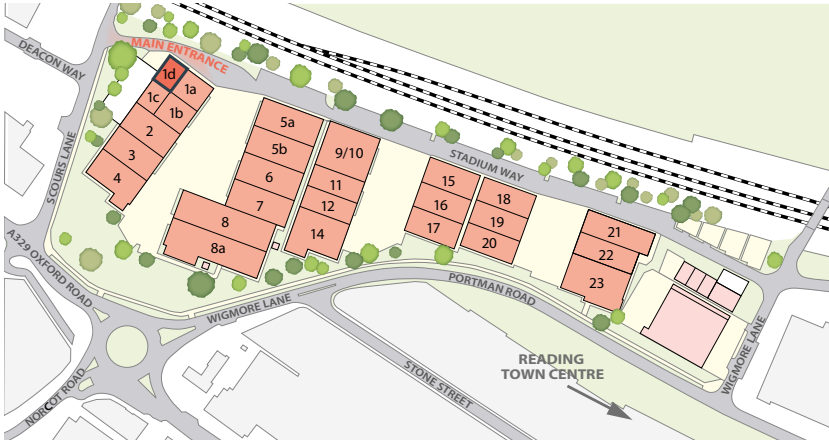 DEACON WAY
MAIN ENTRANCE
1d
1a
1c
1b
2
3
4
SCOURS LANE
5a
5b
6
7
8
8a
9/10
11
12
14
STADIUM WAY
15
16
17
18
19
20
21
22
23
A329 OXFORD ROAD
WIGMORE LANE
PORTMAN ROAD
WIGMORE LANE
NORCOT ROAD
STONE STREET
READING
TOWN CENTRE